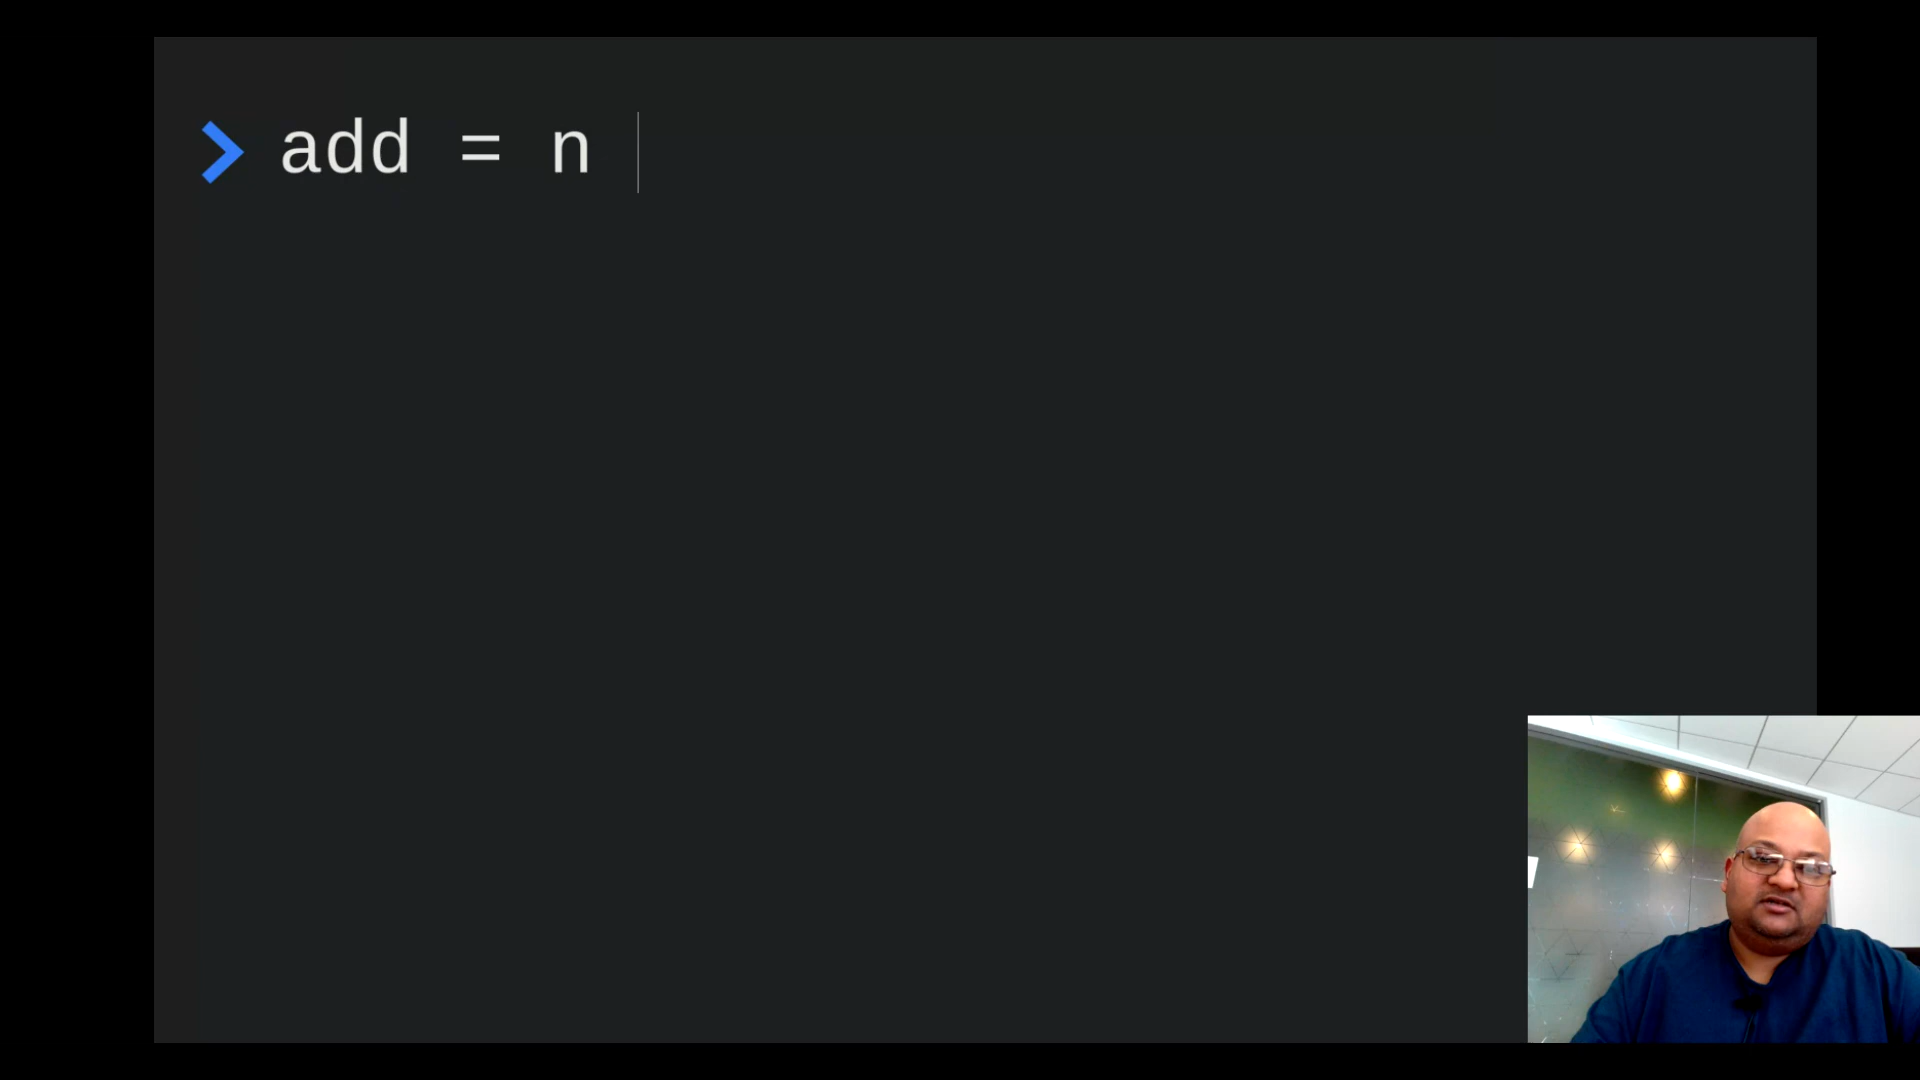 > add = n